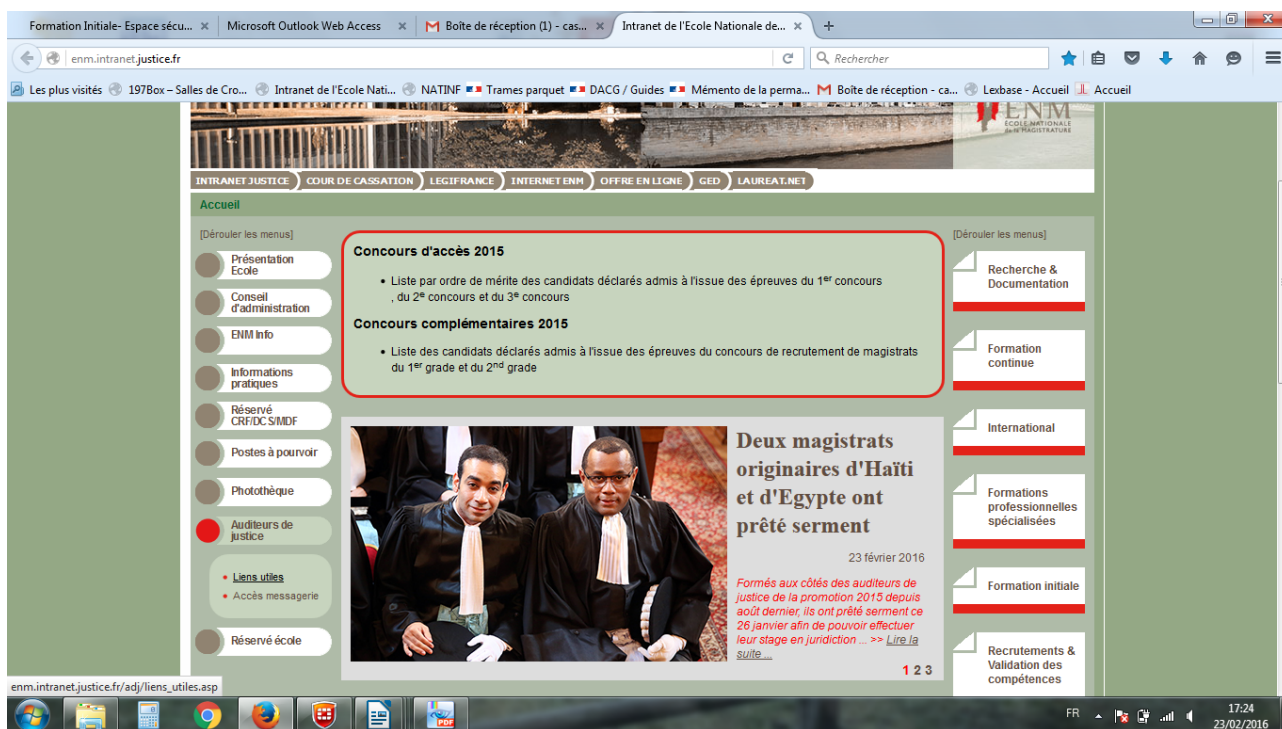 Formation Initiale- Espace sécu...
Microsoft Outlook Web Access
Boîte de réception (1) - cas...
Intranet de l'Ecole Nationale de...
enm.intranet.justice.fr
Rechercher
Les plus visités
197Box – Salles de Cro...
Intranet de l'Ecole Nati...
NATINF
Trames parquet
DACG / Guides
Mémento de la perma...
Boîte de réception - ca...
Lexbase - Accueil
Accueil
ENM
ÉCOLE NATIONALE
de la MAGISTRATURE
INTRANET JUSTICE
COUR DE CASSATION
LEGIFRANCE
INTERNET ENM
OFFRE EN LIGNE
GED
LAUREAT.NET
Accueil
[Dérouler les menus]
Présentation
Ecole
Conseil
d'administration
ENM Info
Informations
pratiques
Réservé
CRF/DCS/MDF
Postes à pourvoir
Photothèque
Auditeurs de
justice
• Liens utiles
• Accès messagerie
Réservé école
Concours d'accès 2015
• Liste par ordre de mérite des candidats déclarés admis à l'issue des épreuves du 1er concours
, du 2e concours et du 3e concours
Concours complémentaires 2015
• Liste des candidats déclarés admis à l'issue des épreuves du concours de recrutement de magistrats
du 1er grade et du 2nd grade
Deux magistrats
originaires d'Haïti
et d'Egypte ont
prêté serment
23 février 2016
Formés aux côtés des auditeurs de
justice de la promotion 2015 depuis
août dernier, ils ont prêté serment ce
26 janvier afin de pouvoir effectuer
leur stage en juridiction ... >> Lire la
suite ...
1 2 3
[Dérouler les menus]
Recherche &
Documentation
Formation
continue
International
Formations
professionnelles
spécialisées
Formation initiale
Recrutements &
Validation des
compétences
enm.intranet.justice.fr/adj/liens_utiles.asp
PDF
FR
17:24
23/02/2016